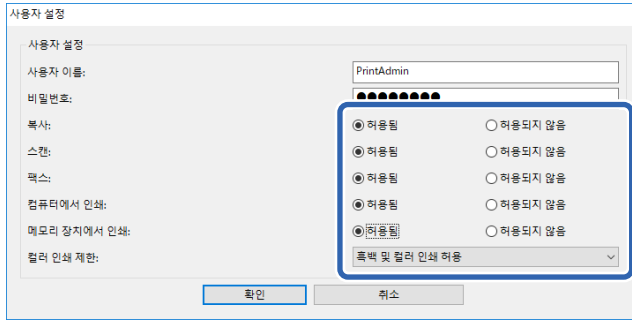 사용자 설정
사용자 설정
사용자 이름: PrintAdmin
비밀번호: ●●●●●●●●
복사: 허용됨 허용되지 않음
스캔: 허용됨 허용되지 않음
팩스: 허용됨 허용되지 않음
컴퓨터에서 인쇄: 허용됨 허용되지 않음
메모리 장치에서 인쇄: 허용됨 허용되지 않음
컬러 인쇄 제한: 흑백 및 컬러 인쇄 허용
확인 취소